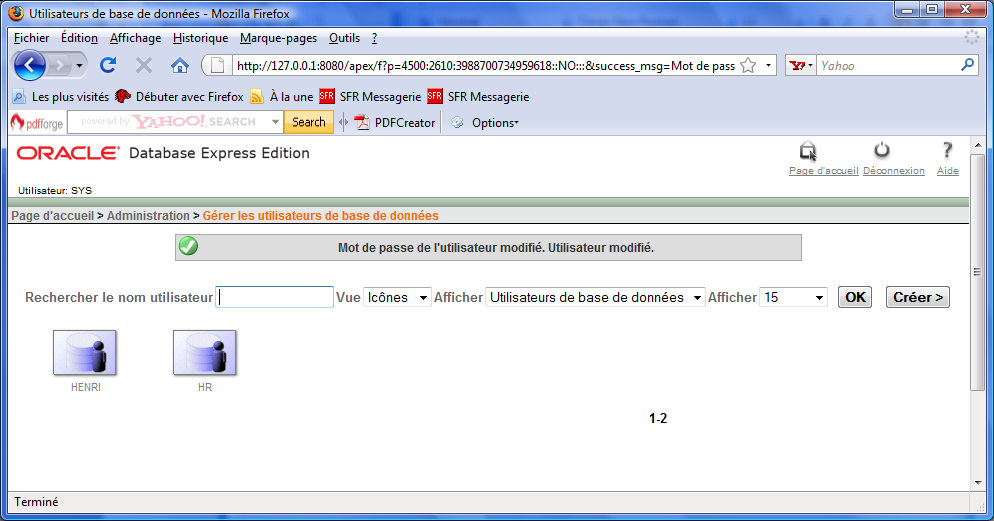 Utilisateurs de base de données - Mozilla Firefox
Fichier Édition Affichage Historique Marque-pages Outils ?
http://127.0.0.1:8080/apex/f?p=4500:2610:3988700734959618::NO:::&success_msg=Mot de pass
Yahoo
Les plus visités Débuter avec Firefox À la une SFR SFR Messagerie SFR SFR Messagerie
pdfforge powered by YAHOO! SEARCH Search PDFCreator Options
ORACLE Database Express Edition
Page d'accueil Déconnexion ? Aide
Utilisateur: SYS
Page d'accueil > Administration > Gérer les utilisateurs de base de données
Mot de passe de l'utilisateur modifié. Utilisateur modifié.
Rechercher le nom utilisateur Vue Icônes Afficher Utilisateurs de base de données Afficher 15 OK Créer >
HENRI HR
1-2
Terminé